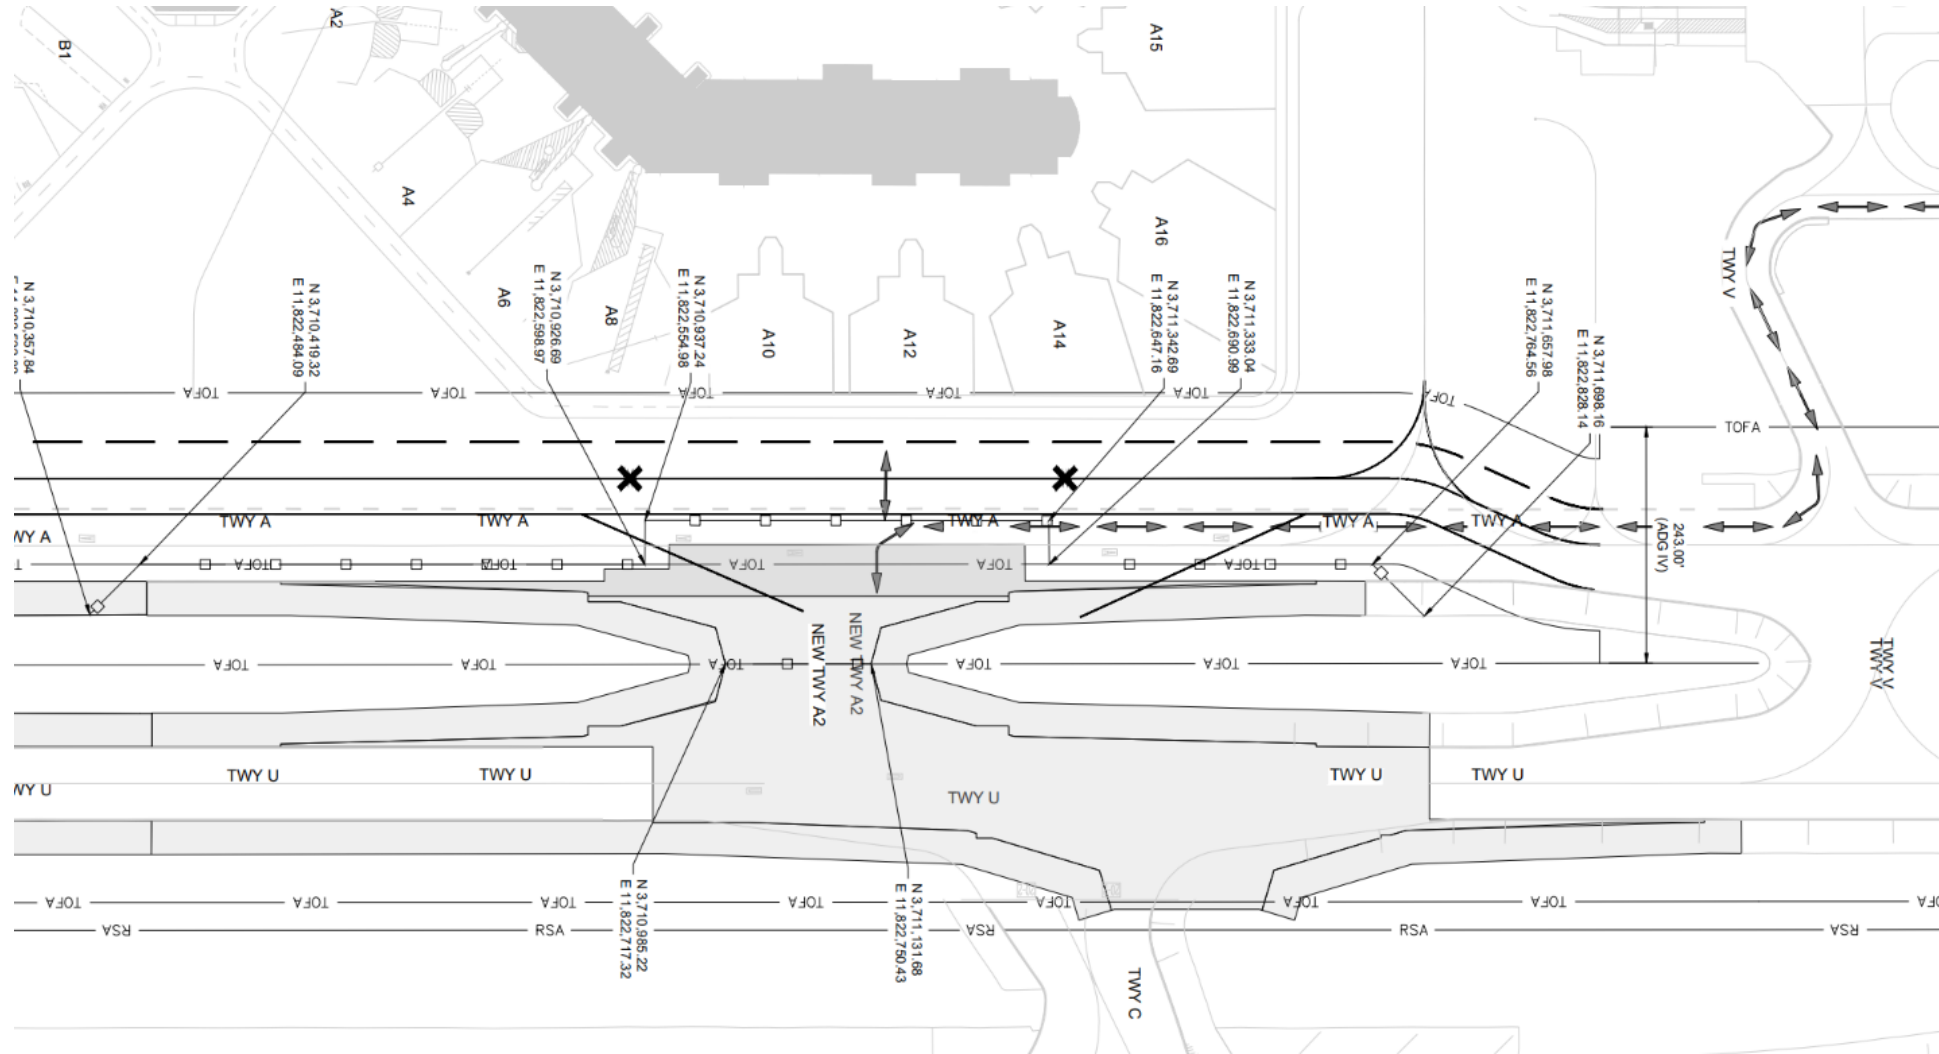 A2
B1
A15
A4
A16
A6
A8
A10
A12
A14
TWY V
N 3,710,357.84
N 3,710,419.32
E 11,822,484.09
N 3,710,926.69
E 11,822,598.97
N 3,710,937.24
E 11,822,554.98
N 3,711,342.69
E 11,822,647.16
N 3,711,333.04
E 11,822,690.99
N 3,711,657.98
E 11,822,764.56
N 3,711,698.16
E 11,822,828.14
TOFA
TOFA
TOFA
TOFA
TOFA
TOFA
TOFA
TWY A
TWY A
TWY A
TWY A
TWY A
WY A
243.00'
(ADG IV)
TOFA
TOFA
TOFA
TOFA
TOFA
NEW TWY A2
NEW TWY A2
TOFA
TOFA
TOFA
TOFA
TOFA
TOFA
TWY V
TWY V
TWY U
TWY U
TWY U
TWY U
WY U
TWY U
N 3,710,985.22
E 11,822,717.32
N 3,711,131.68
E 11,822,750.43
TOFA
TOFA
TOFA
TOFA
TOFA
TOFA
TOFA
RSA
RSA
RSA
RSA
RSA
TWY C